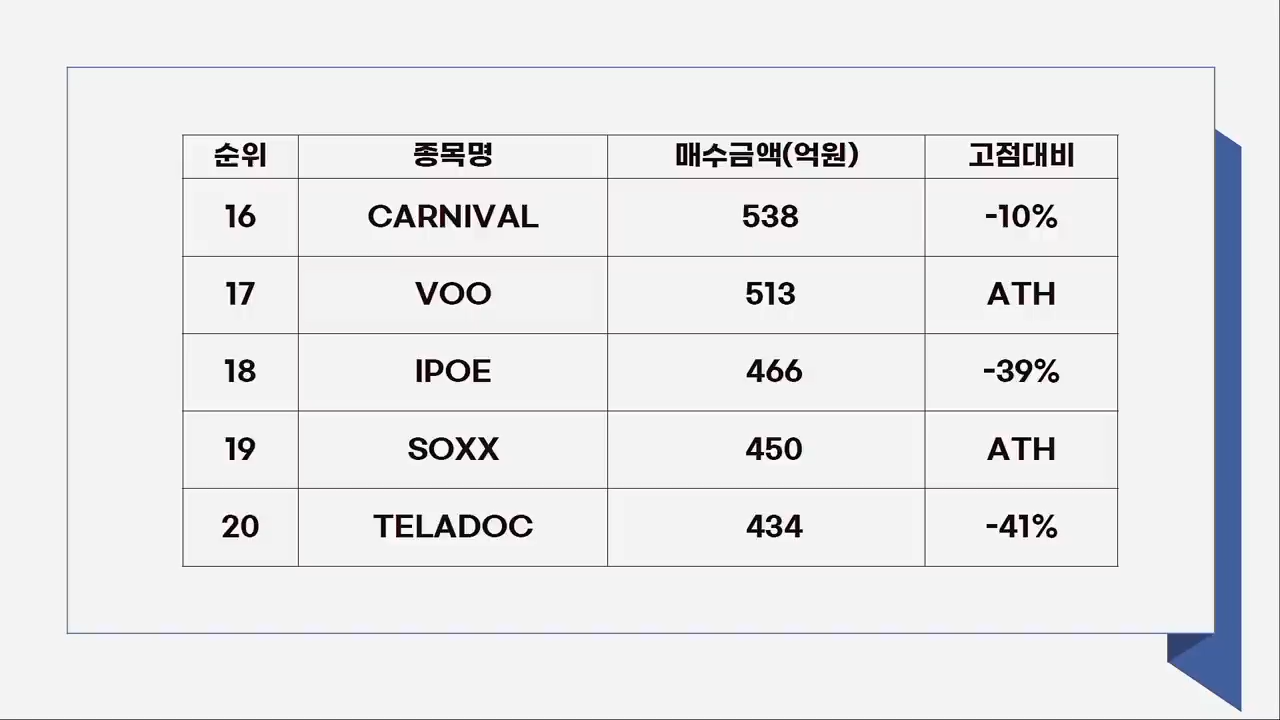 순위 종목명 매수금액(억원) 고점대비
16 CARNIVAL 538 -10%
17 VOO 513 ATH
18 IPOE 466 -39%
19 SOXX 450 ATH
20 TELADOC 434 -41%